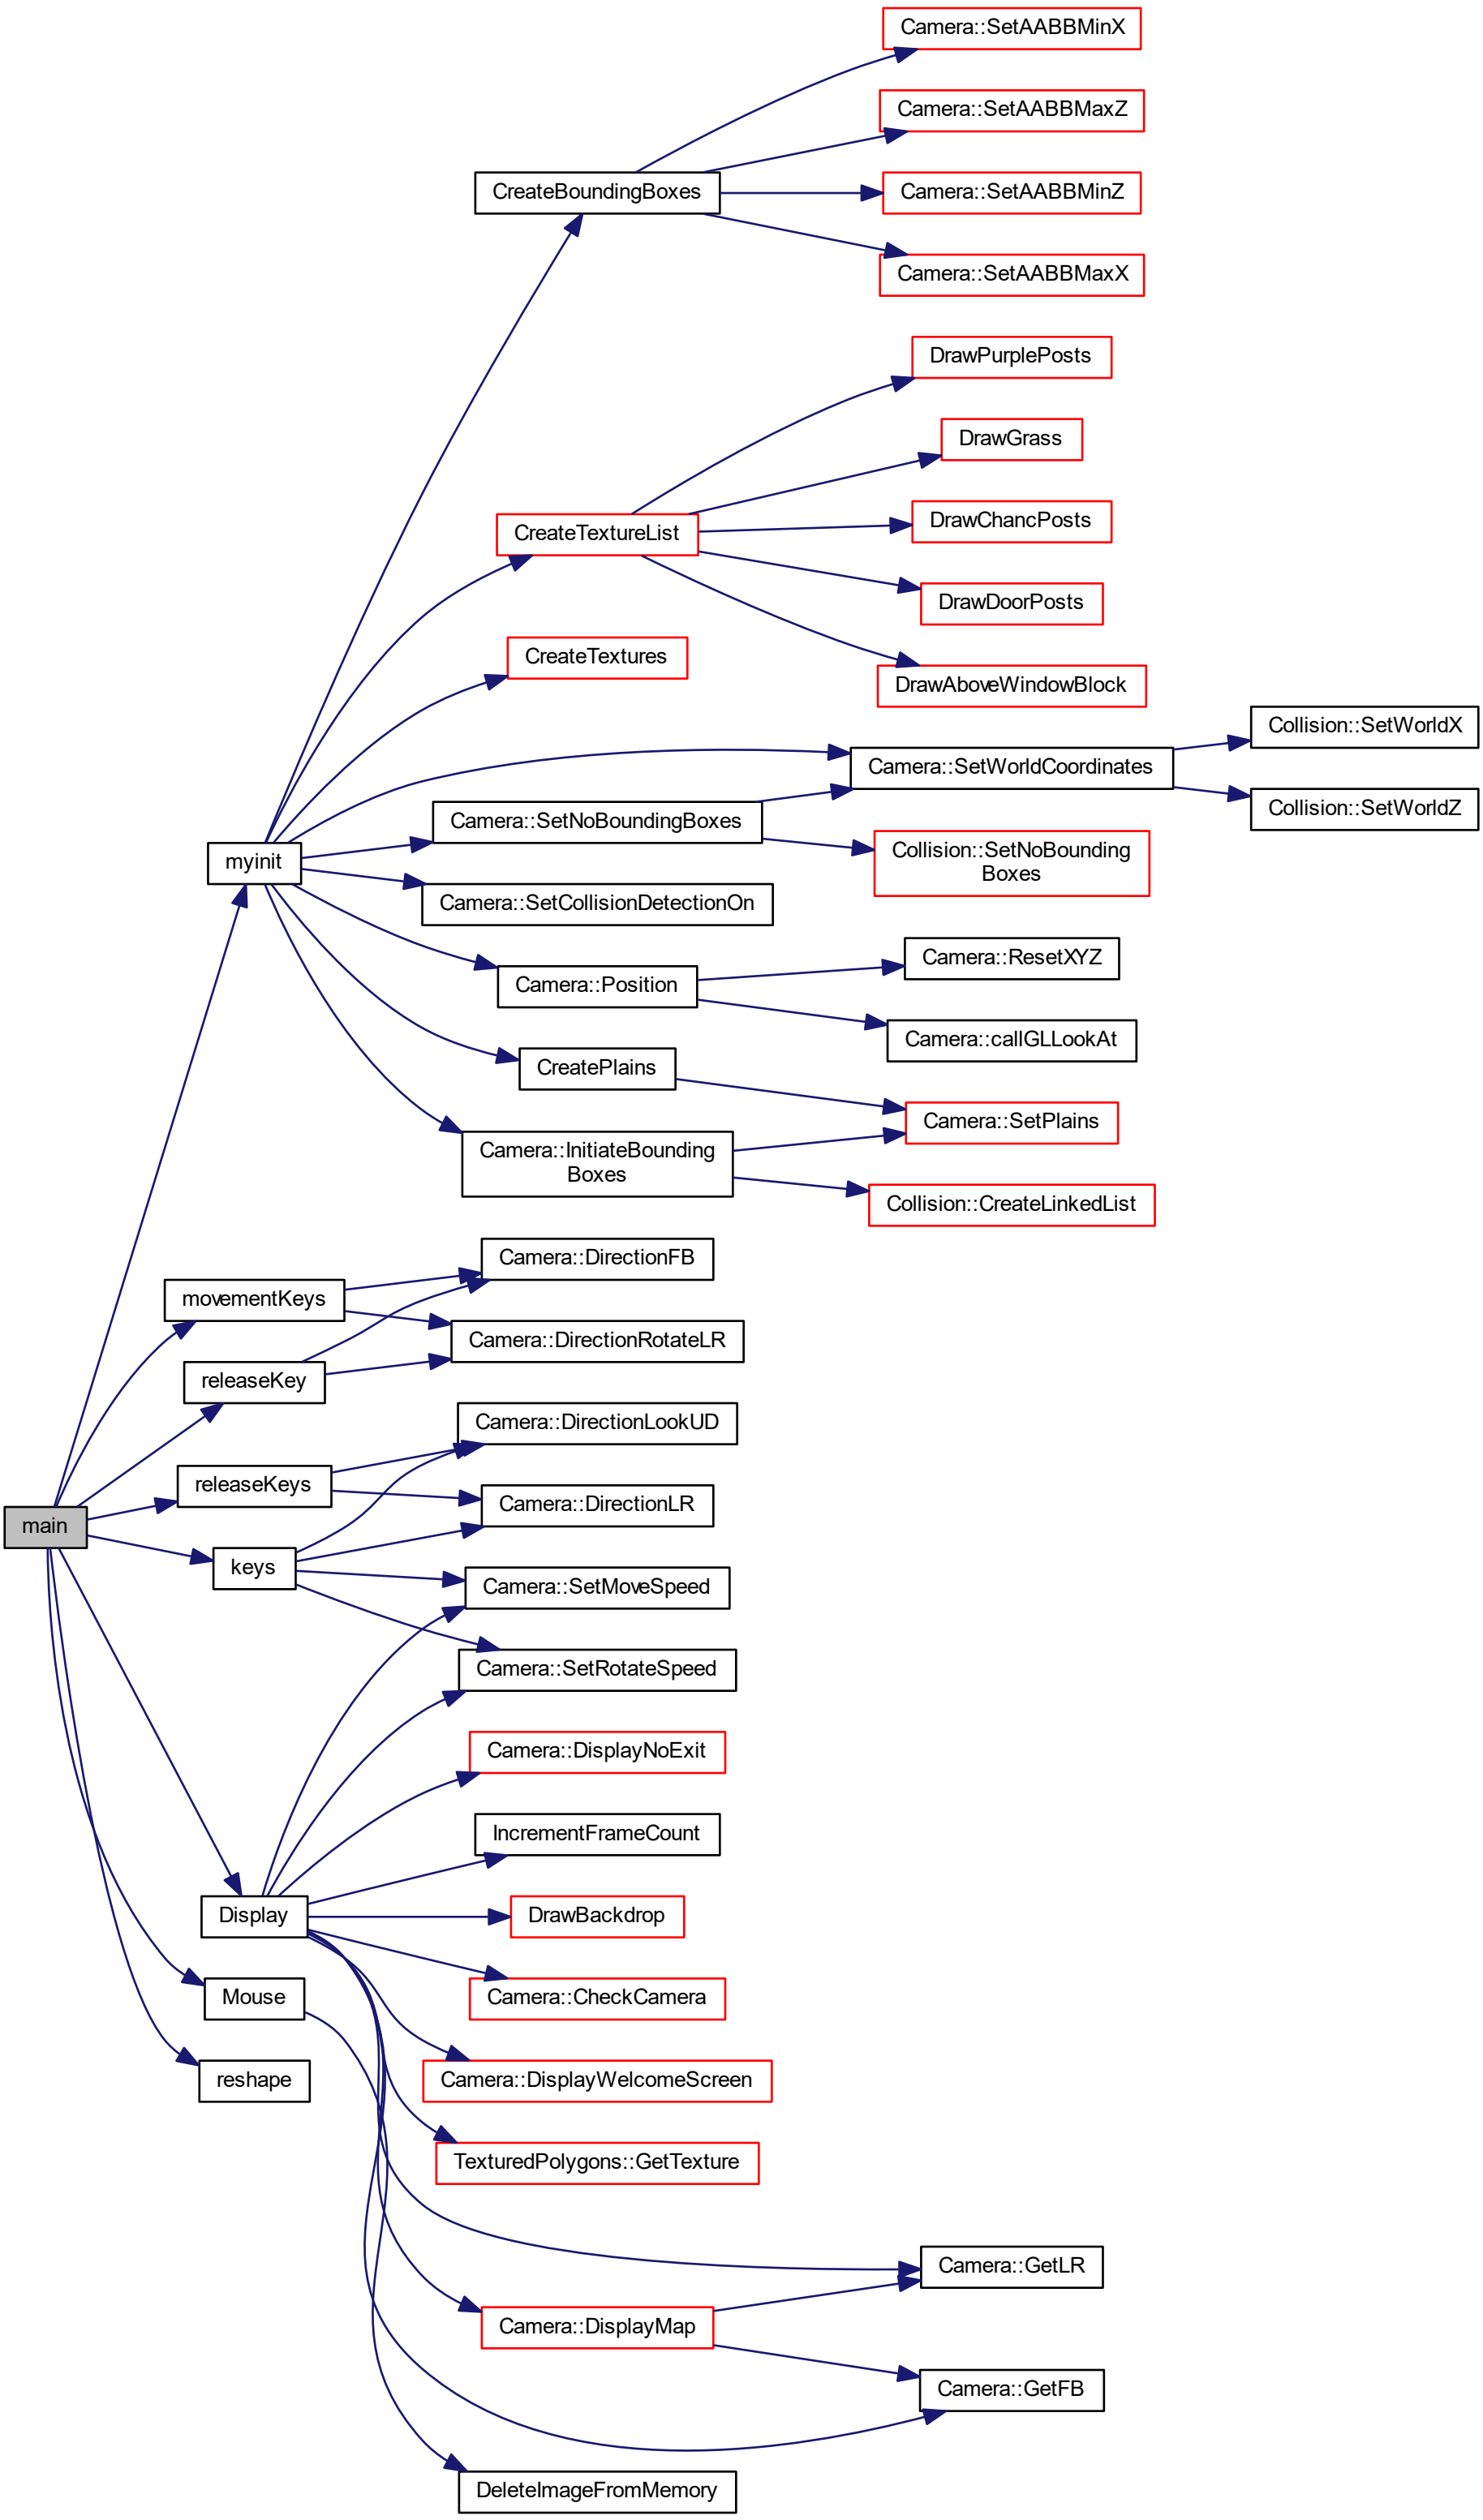 Camera::SetAABBMinX
Camera::SetAABBMaxZ
CreateBoundingBoxes
Camera::SetAABBMinZ
Camera::SetAABBMaxX
DrawPurplePosts
DrawGrass
DrawChancPosts
CreateTextureList
DrawDoorPosts
CreateTextures
DrawAboveWindowBlock
Collision::SetWorldX
Camera::SetWorldCoordinates
Collision::SetWorldZ
Camera::SetNoBoundingBoxes
Collision::SetNoBounding
Boxes
myinit
Camera::SetCollisionDetectionOn
Camera::ResetXYZ
Camera::Position
Camera::callGLLookAt
CreatePlains
Camera::SetPlains
Camera::InitiateBounding
Boxes
Collision::CreateLinkedList
Camera::DirectionFB
movementKeys
Camera::DirectionRotateLR
releaseKey
Camera::DirectionLookUD
releaseKeys
Camera::DirectionLR
main
keys
Camera::SetMoveSpeed
Camera::SetRotateSpeed
Camera::DisplayNoExit
IncrementFrameCount
Display
DrawBackdrop
Mouse
Camera::CheckCamera
reshape
Camera::DisplayWelcomeScreen
TexturedPolygons::GetTexture
Camera::GetLR
Camera::DisplayMap
Camera::GetFB
DeleteImageFromMemory